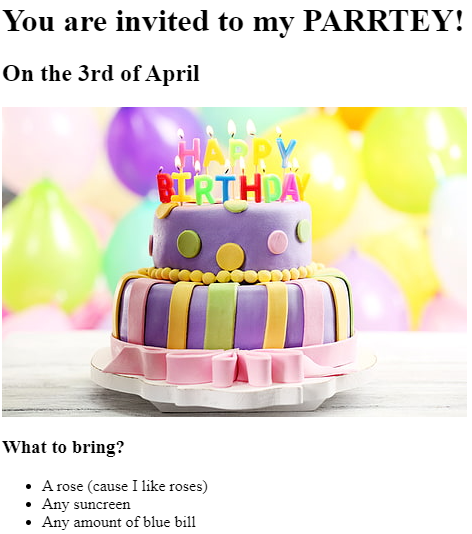 You are invited to my PARRTEY!
On the 3rd of April
HAPPY
BIRTHDAY
What to bring?
A rose (cause I like roses)
Any suncreen
Any amount of blue bill